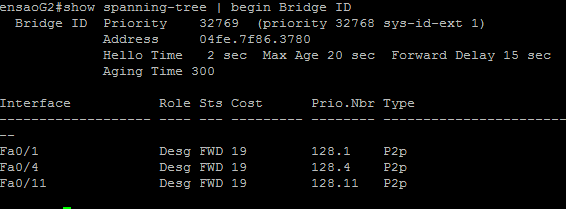 ensaoG2#show spanning-tree | begin Bridge ID
  Bridge ID  Priority    32769  (priority 32768 sys-id-ext 1)
             Address     04fe.7f86.3780
             Hello Time   2 sec  Max Age 20 sec  Forward Delay 15 sec
             Aging Time 300

Interface           Role Sts Cost      Prio.Nbr Type
------------------- ---- --- --------- -------- -----------------------
--
Fa0/1               Desg FWD 19        128.1    P2p
Fa0/4               Desg FWD 19        128.4    P2p
Fa0/11              Desg FWD 19        128.11   P2p